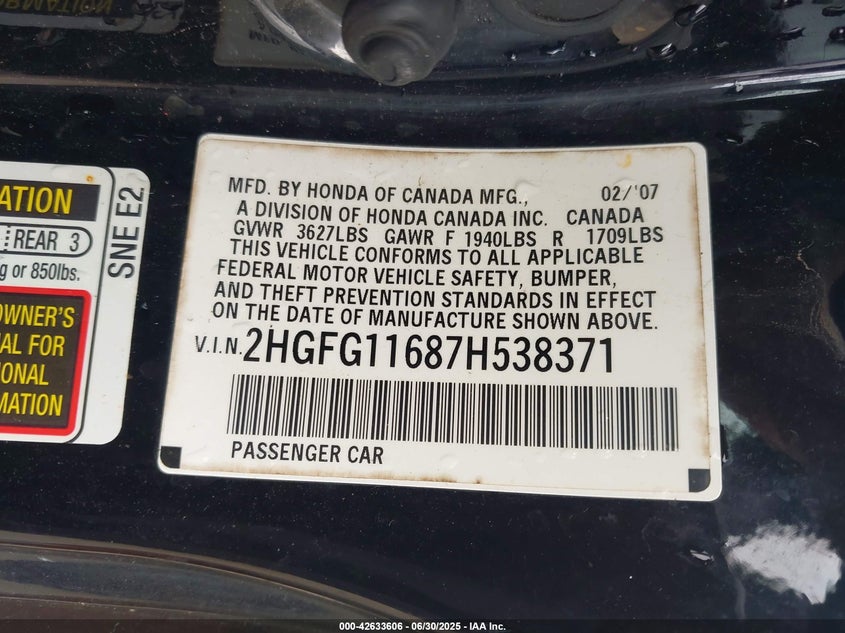 ATION
REAR 3
g or 850lbs.
SNE E2
OWNER'S
AL FOR
ONAL
MATION
MFD. BY HONDA OF CANADA MFG., 02/'07
A DIVISION OF HONDA CANADA INC. CANADA
GVWR 3627LBS GAWR F 1940LBS R 1709LBS
THIS VEHICLE CONFORMS TO ALL APPLICABLE
FEDERAL MOTOR VEHICLE SAFETY, BUMPER,
AND THEFT PREVENTION STANDARDS IN EFFECT
ON THE DATE OF MANUFACTURE SHOWN ABOVE.
V.I.N. 2HGFG11687H538371
PASSENGER CAR
000-42633606 - 06/30/2025 - IAA Inc.